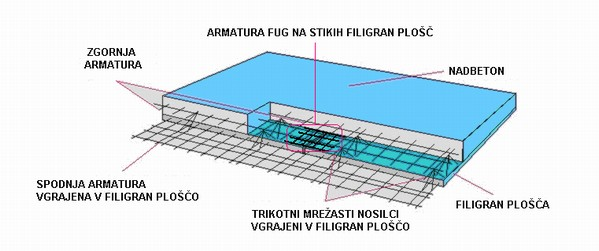 ARMATURA FUG NA STIKIH FILIGRAN PLOŠČ
ZGORNJA
ARMATURA
NADBETON
SPODNJA ARMATURA
VGRAJENA V FILIGRAN PLOŠČO
TRIKOTNI MREŽASTI NOSILCI
VGRAJENI V FILIGRAN PLOŠČO
FILIGRAN PLOŠČA